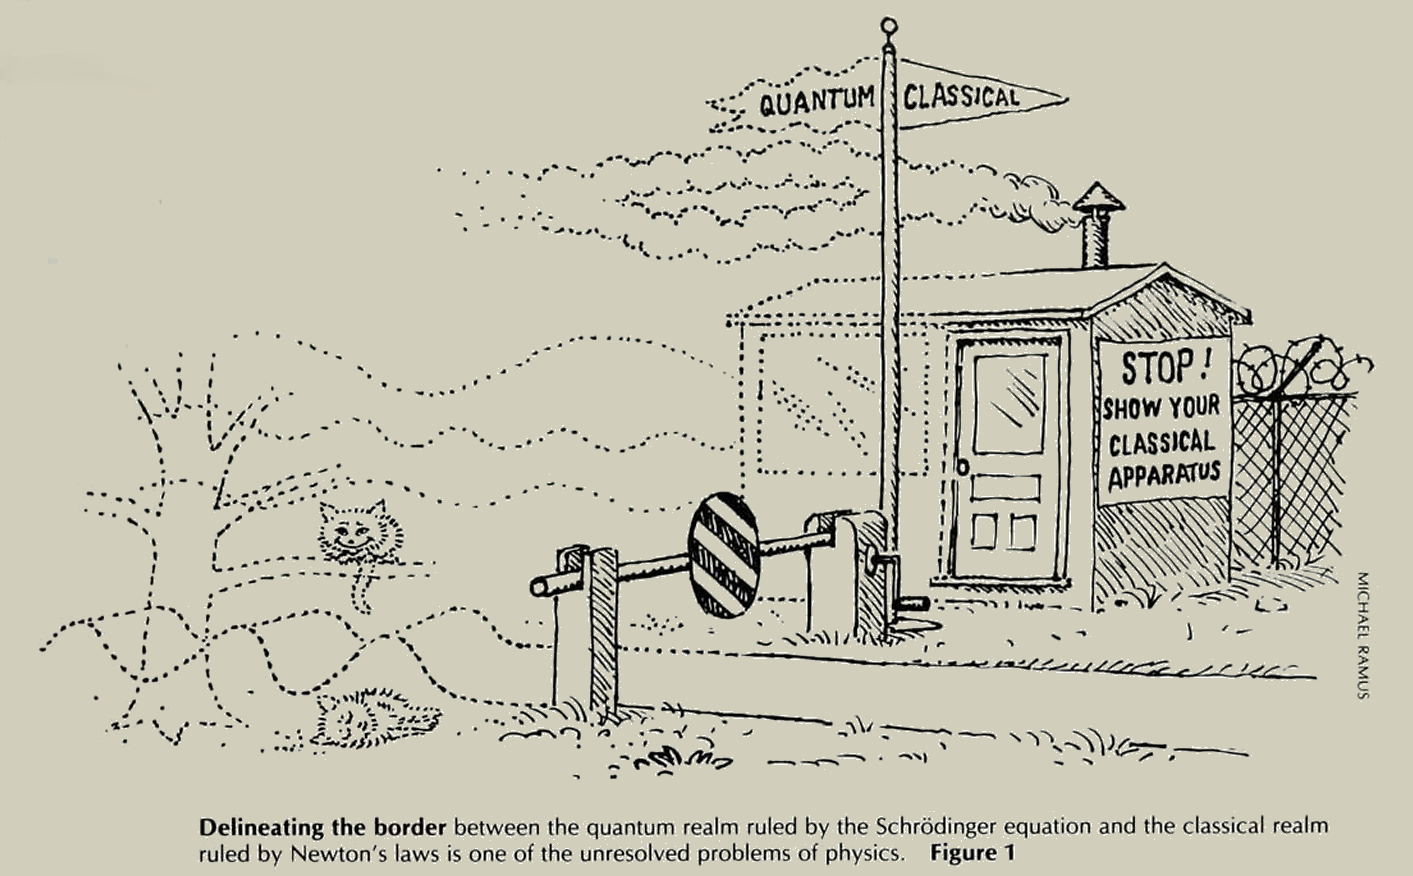 QUANTUM CLASSICAL
STOP!
SHOW YOUR
CLASSICAL
APPARATUS
MICHAEL RAMUS
Delineating the border between the quantum realm ruled by the Schrödinger equation and the classical realm
ruled by Newton's laws is one of the unresolved problems of physics. Figure 1